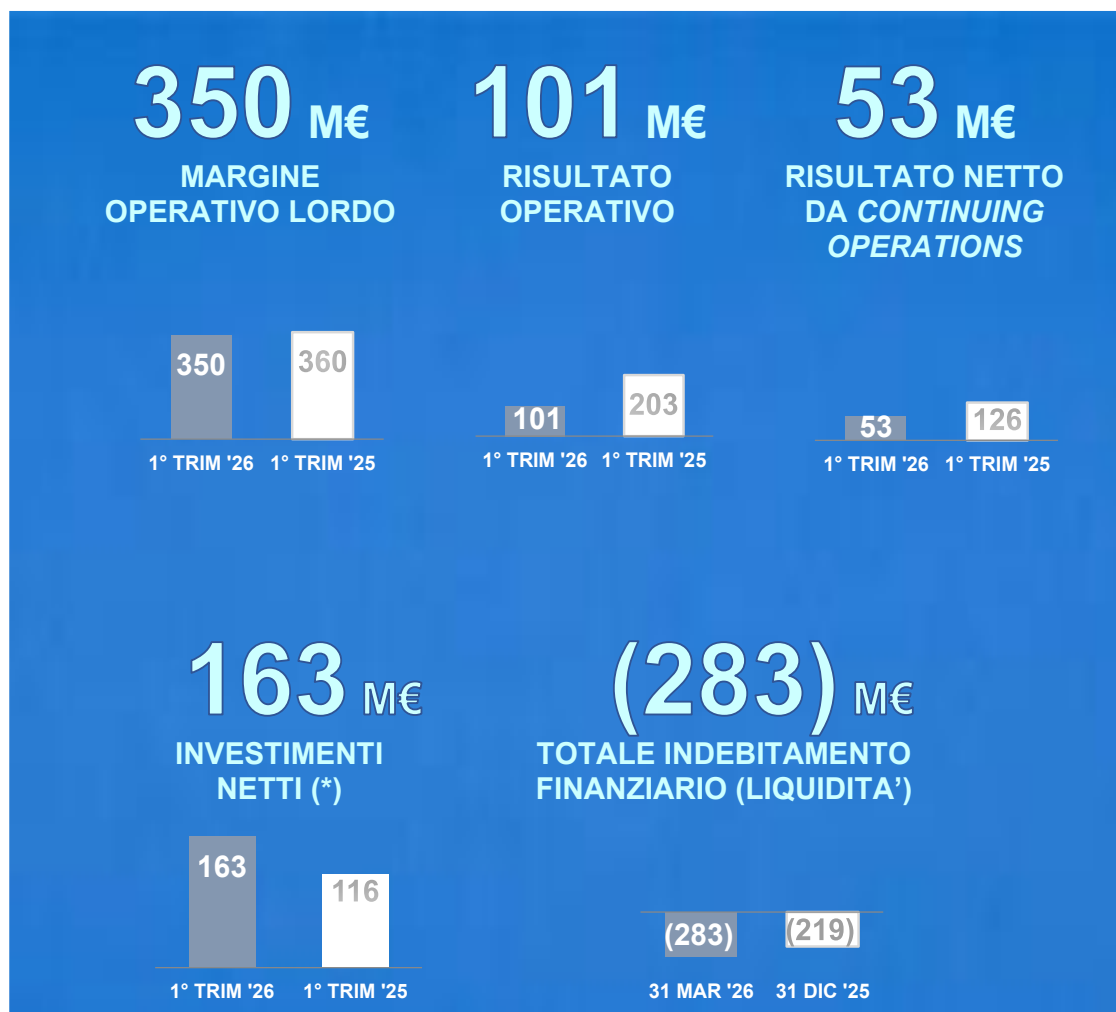 350 M€
MARGINE
OPERATIVO LORDO
101 M€
RISULTATO
OPERATIVO
53 M€
RISULTATO NETTO
DA CONTINUING
OPERATIONS
350
360
1° TRIM '26 1° TRIM '25
101
203
1° TRIM '26 1° TRIM '25
53
126
1° TRIM '26 1° TRIM '25
163 M€
INVESTIMENTI
NETTI (*)
(283) M€
TOTALE INDEBITAMENTO
FINANZIARIO (LIQUIDITA’)
163
116
1° TRIM '26 1° TRIM '25
(283)
(219)
31 MAR '26 31 DIC '25